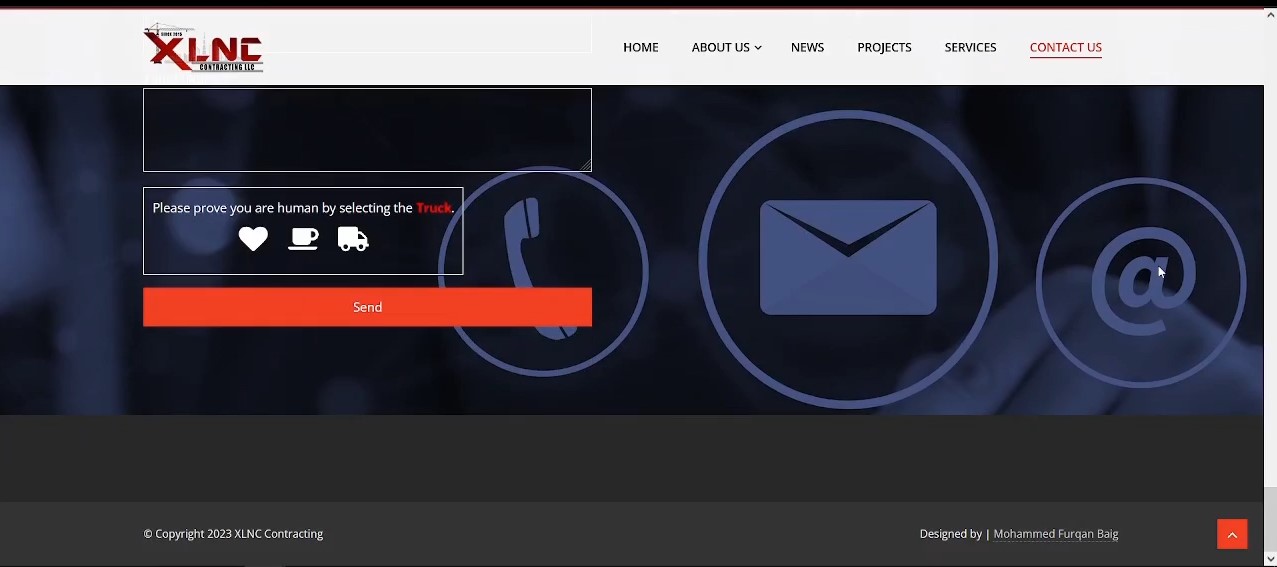 SINCE 2015
XLNC
CONTRACTING LLC
HOME
ABOUT US
NEWS
PROJECTS
SERVICES
CONTACT US
Please prove you are human by selecting the Truck.
Send
@
© Copyright 2023 XLNC Contracting
Designed by | Mohammed Furqan Baig